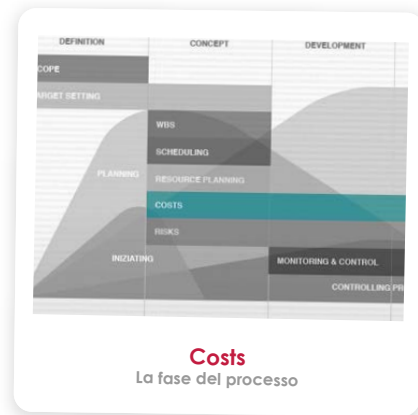 DEFINITION CONCEPT DEVELOPMENT
COPE
ARGET SETTING
WBS
SCHEDULING
PLANNING RESOURCE PLANNING
COSTS
RISKS
INIZIATING MONITORING & CONTROL
CONTROLLING PR
Costs
La fase del processo